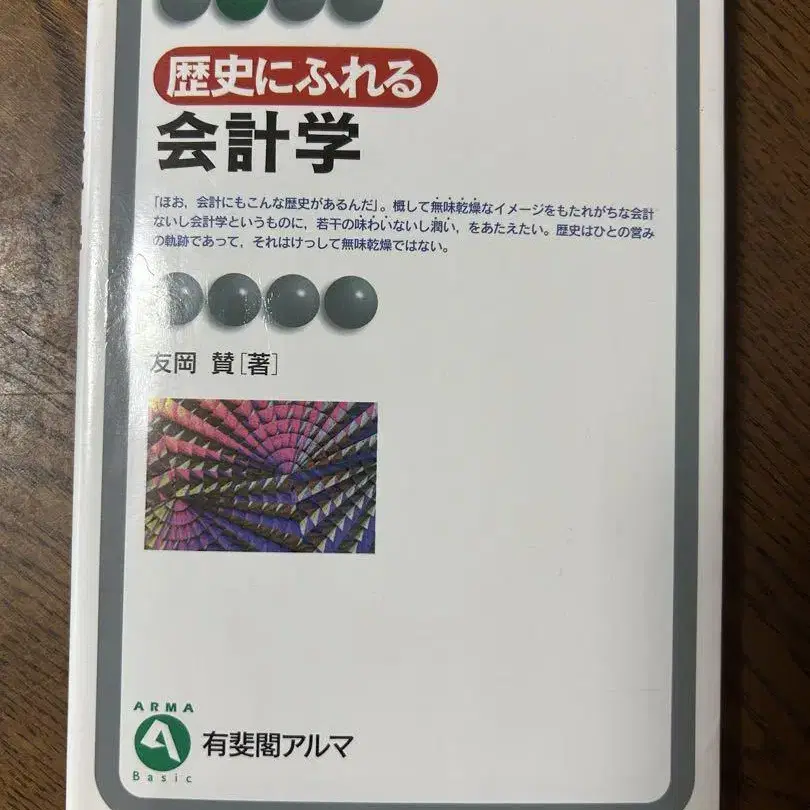 歴史にふれる
会計学
「ほお，会計にもこんな歴史があるんだ」。概して無味乾燥なイメージをもたれがちな会計
ないし会計学というものに，若干の味わいないし潤い，をあたえたい。歴史はひとの営み
の軌跡であって，それはけっして無味乾燥ではない。
友岡 賛[著]
ARMA
有斐閣アルマ
Basic